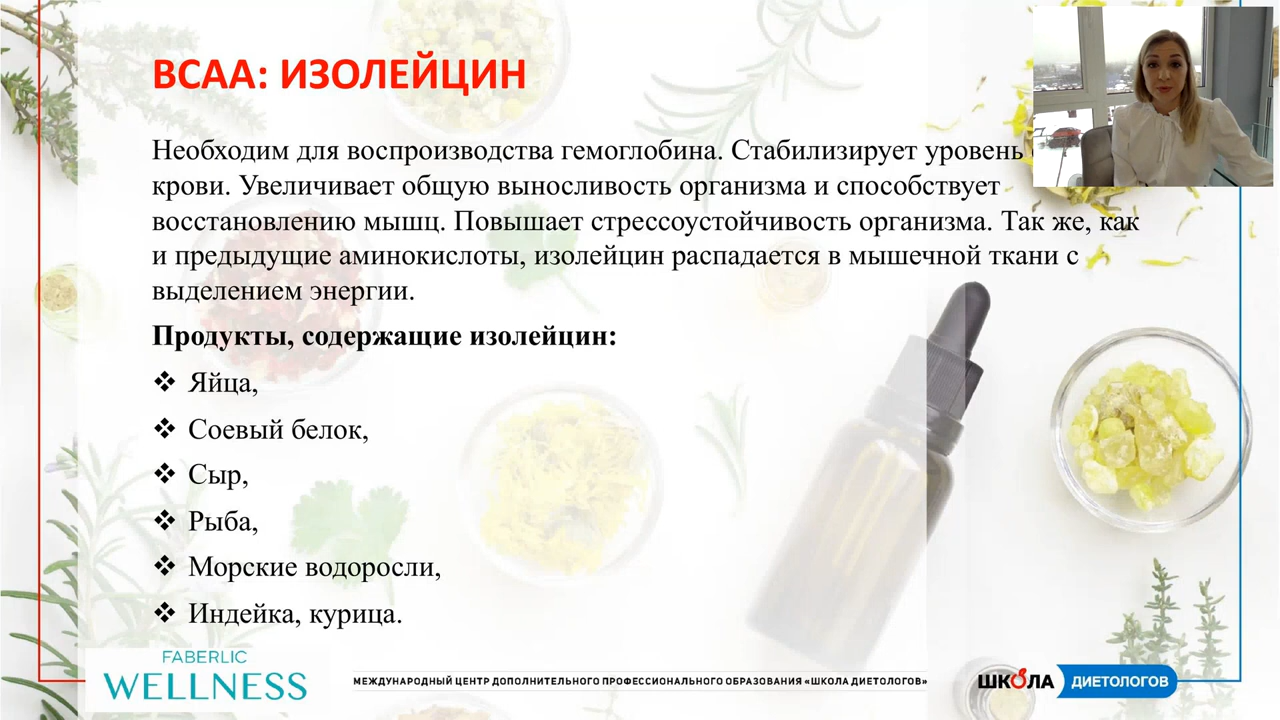 ВСАА: ИЗОЛЕЙЦИН
Необходим для воспроизводства гемоглобина. Стабилизирует уровень
крови. Увеличивает общую выносливость организма и способствует
восстановлению мышц. Повышает стрессоустойчивость организма. Так же, как
и предыдущие аминокислоты, изолейцин распадается в мышечной ткани с
выделением энергии.
Продукты, содержащие изолейцин:
❖ Яйца,
❖ Соевый белок,
❖ Сыр,
❖ Рыба,
❖ Морские водоросли,
❖ Индейка, курица.
FABERLIC
WELLNESS
МЕЖДУНАРОДНЫЙ ЦЕНТР ДОПОЛНИТЕЛЬНОГО ПРОФЕССИОНАЛЬНОГО ОБРАЗОВАНИЯ «ШКОЛА ДИЕТОЛОГОВ»
ШКОЛА ДИЕТОЛОГОВ